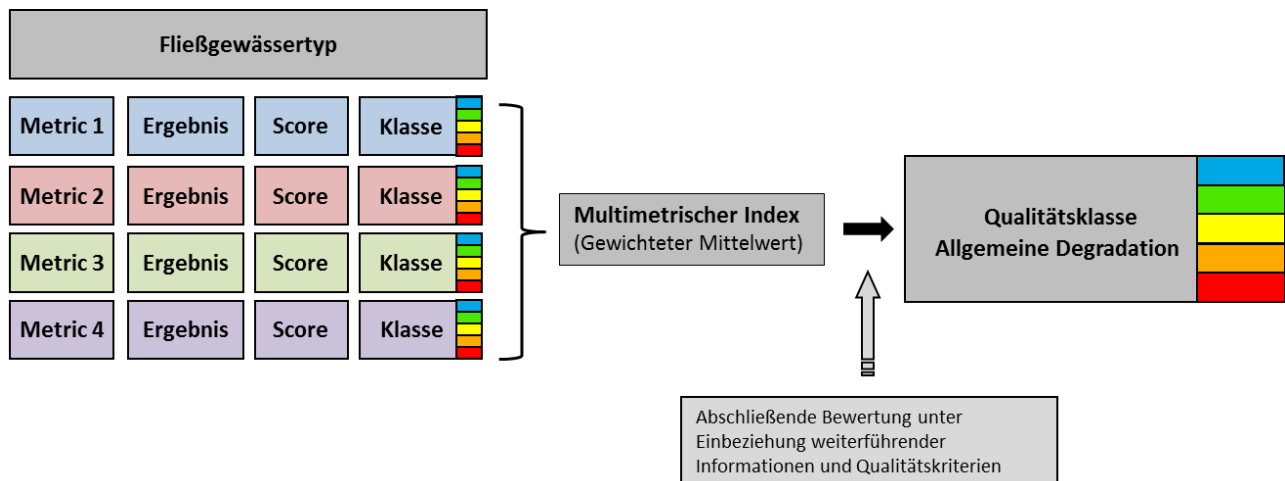 Fließgewässertyp
Metric 1 Ergebnis Score Klasse
Metric 2 Ergebnis Score Klasse
Metric 3 Ergebnis Score Klasse
Metric 4 Ergebnis Score Klasse
Multimetrischer Index
(Gewichteter Mittelwert)
Qualitätsklasse
Allgemeine Degradation
Abschließende Bewertung unter
Einbeziehung weiterführender
Informationen und Qualitätskriterien